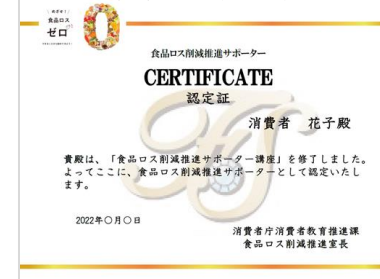 めざせ！
食品ロス
ゼロ
食品ロス削減推進サポーター
CERTIFICATE
認定証
消費者　花子殿
貴殿は、「食品ロス削減推進サポーター講座」を修了しました。
よってここに、食品ロス削減推進サポーターとして認定いたし
ます。
2022年〇月〇日
消費者庁消費者教育推進課
食品ロス削減推進室長